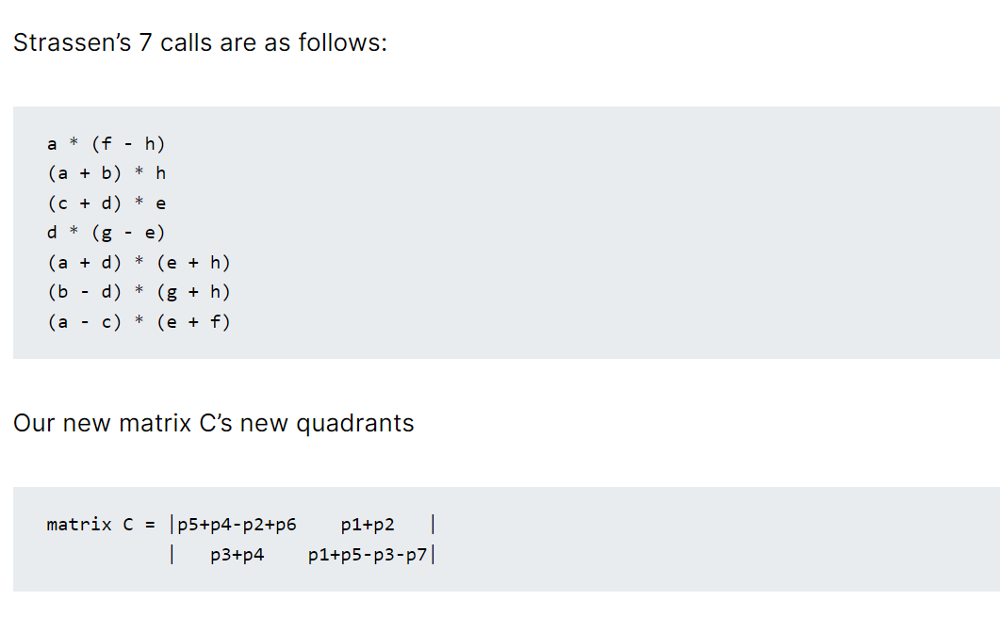 Strassen’s 7 calls are as follows:
a * (f - h)
(a + b) * h
(c + d) * e
d * (g - e)
(a + d) * (e + h)
(b - d) * (g + h)
(a - c) * (e + f)
Our new matrix C’s new quadrants
matrix C = |p5+p4-p2+p6    p1+p2   |
           |   p3+p4    p1+p5-p3-p7|